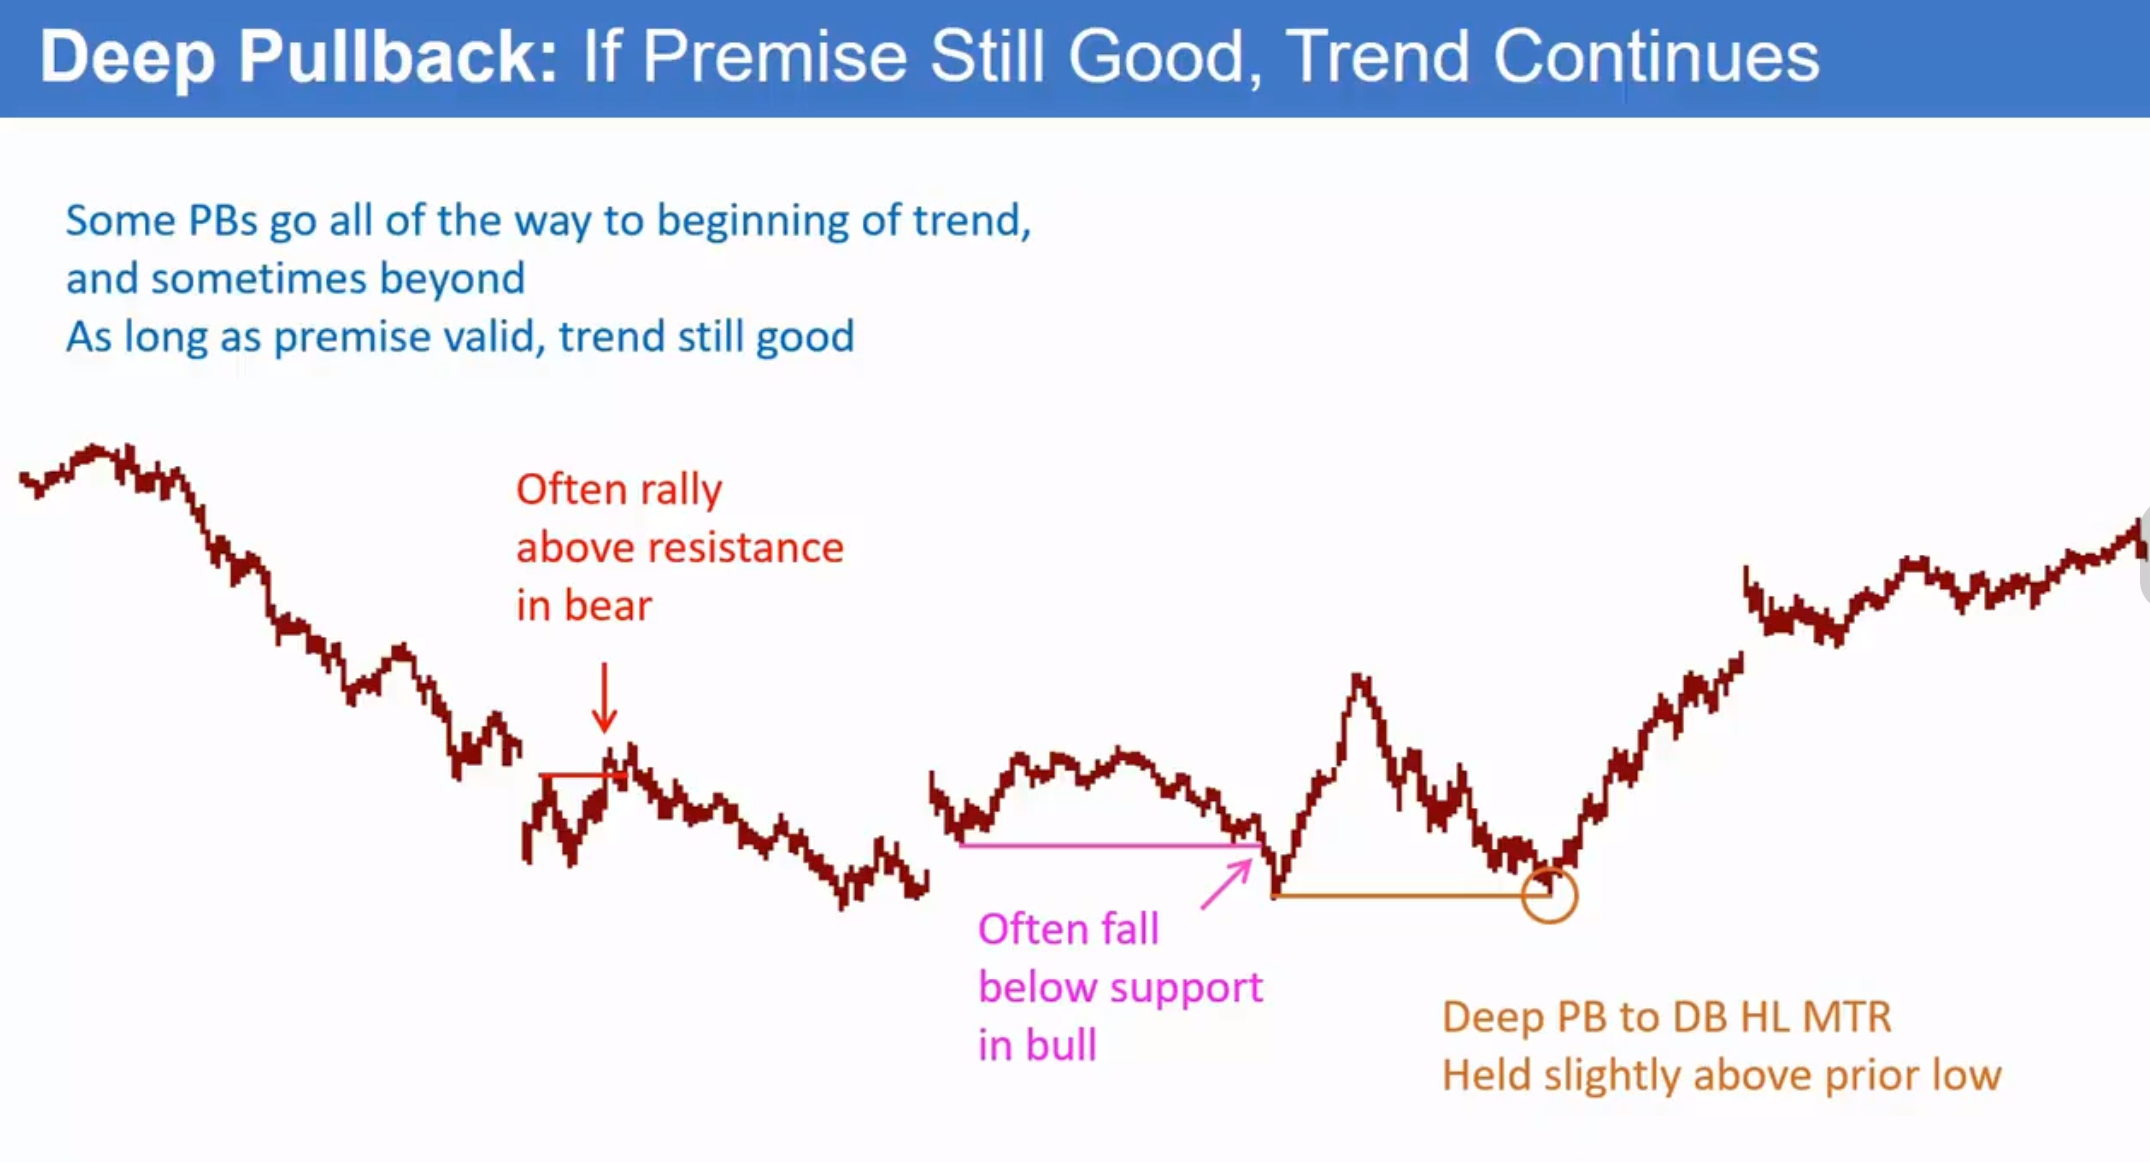 Deep Pullback: If Premise Still Good, Trend Continues
Some PBs go all of the way to beginning of trend,
and sometimes beyond
As long as premise valid, trend still good
Often rally
above resistance
in bear
Often fall
below support
in bull
Deep PB to DB HL MTR
Held slightly above prior low